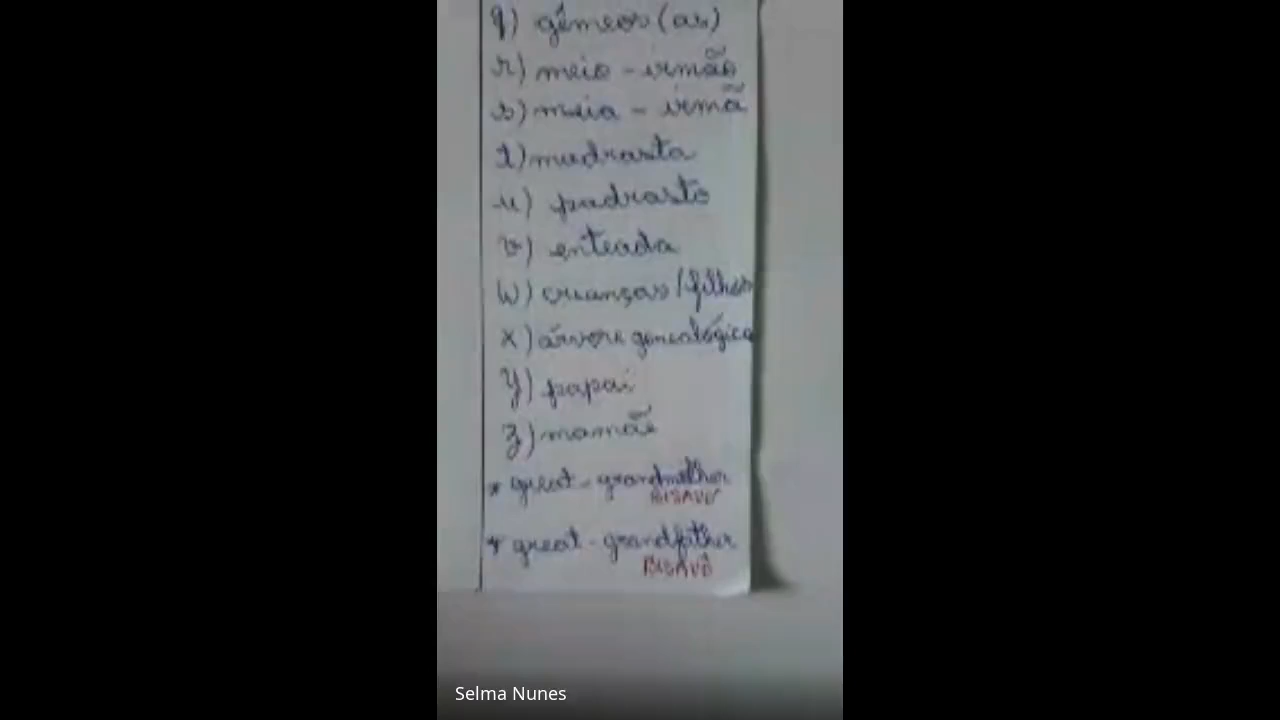 q) gêmeos (as)
r) meio - irmão
s) meia - irmã
t) madrasta
u) padrasto
v) enteada
w) crianças / filhos
x) árvore genealógica
y) papai
z) mamãe
* great - grandmother
BISAVÓ
* great - grandfather
BISAVÔ
Selma Nunes